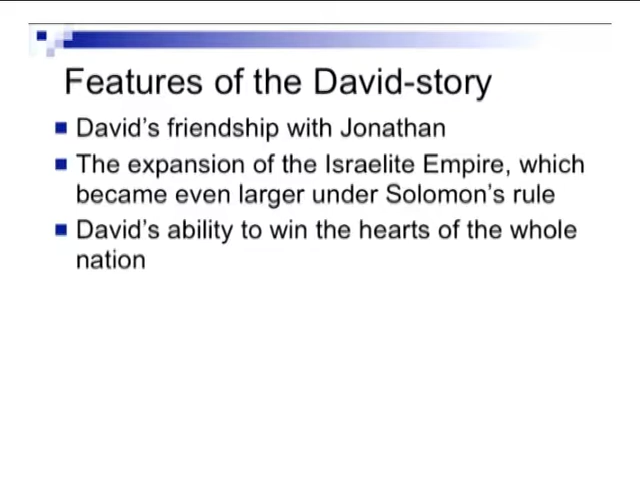 Features of the David-story
David's friendship with Jonathan
The expansion of the Israelite Empire, which
became even larger under Solomon's rule
David's ability to win the hearts of the whole
nation